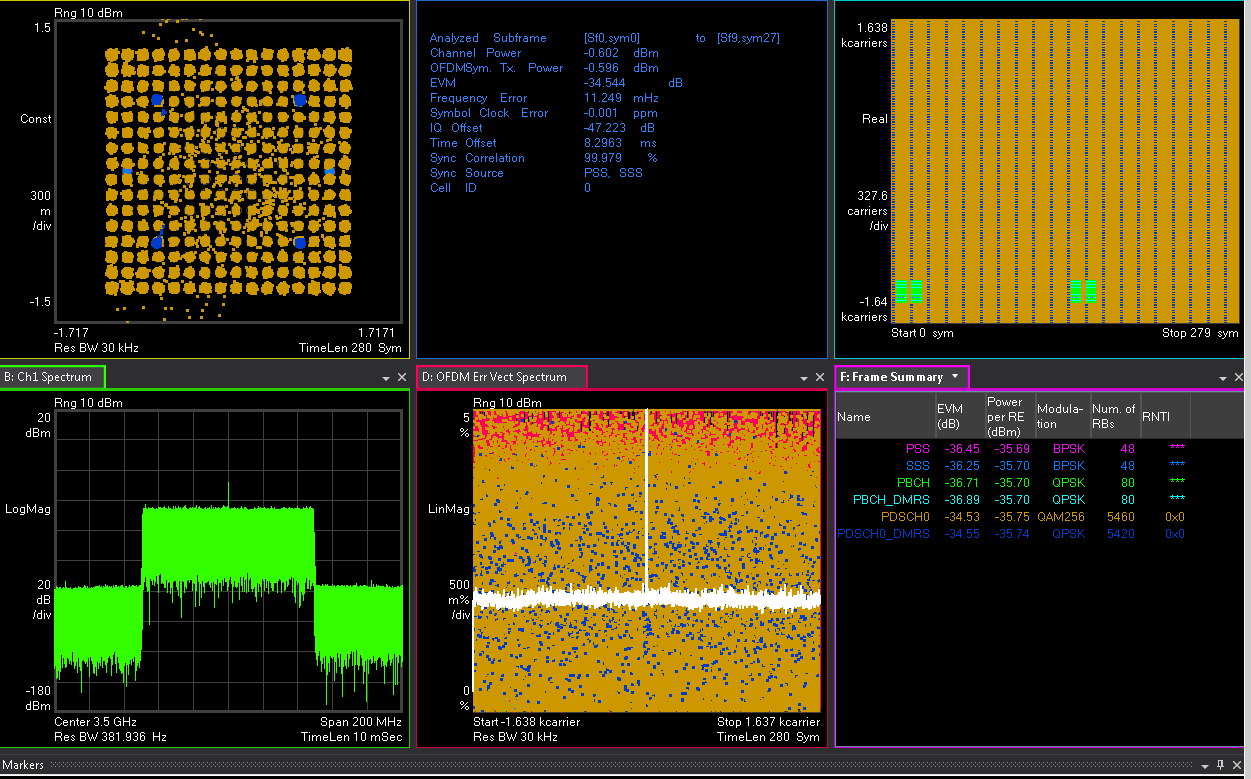 Rng 10 dBm
1.5
Const
300
m
/div
-1.5
-1.717
1.7171
Res BW 30 kHz
TimeLen 280 Sym
Analyzed Subframe [Sf0,sym0] to [Sf9,sym27]
Channel Power -0.602 dBm
OFDMSym. Tx. Power -0.596 dBm
EVM -34.544 dB
Frequency Error 11.249 mHz
Symbol Clock Error -0.001 ppm
IQ Offset -47.223 dB
Time Offset 8.2963 ms
Sync Correlation 99.979 %
Sync Source PSS, SSS
Cell ID 0
1.638
kcarriers
Real
327.6
carriers
/div
-1.64
kcarriers
Start 0 sym
Stop 279 sym
B: Ch1 Spectrum
Rng 10 dBm
20
dBm
LogMag
20
dB
/div
-180
dBm
Center 3.5 GHz
Span 200 MHz
Res BW 381.936 Hz
TimeLen 10 mSec
D: OFDM Err Vect Spectrum
Rng 10 dBm
5
%
LinMag
500
m%
/div
0
%
Start -1.638 kcarrier
Stop 1.637 kcarrier
Res BW 30 kHz
TimeLen 280 Sym
F: Frame Summary
Name EVM (dB) Power per RE (dBm) Modula-tion Num. of RBs RNTI
PSS -36.45 -35.69 BPSK 48 ***
SSS -36.25 -35.70 BPSK 48 ***
PBCH -36.71 -35.70 QPSK 80 ***
PBCH_DMRS -36.89 -35.70 QPSK 80 ***
PDSCH0 -34.53 -35.75 QAM256 5460 0x0
PDSCH0_DMRS -34.55 -35.74 QPSK 5420 0x0
Markers